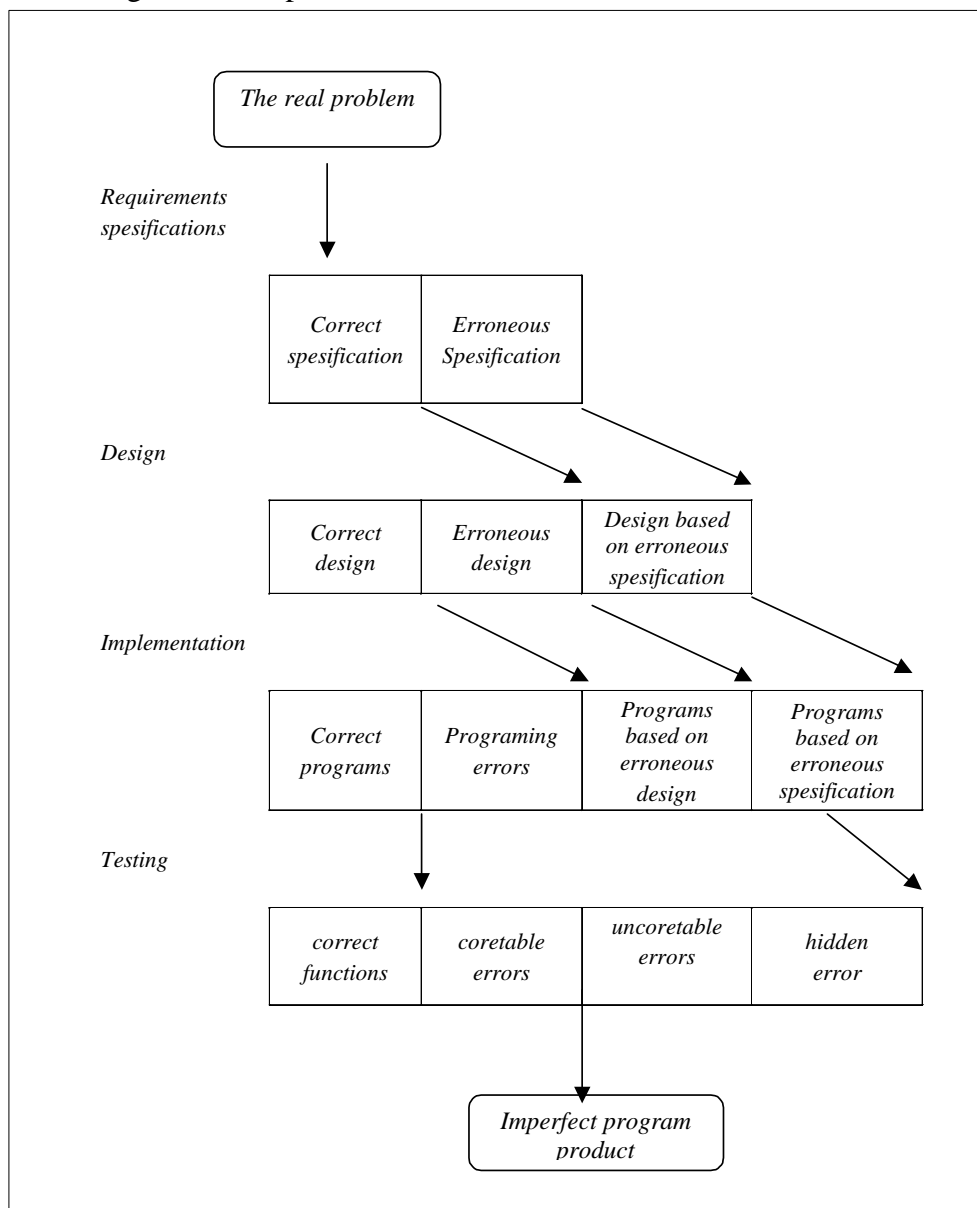 The real problem
Requirements
spesifications
Correct
spesification
Erroneous
Spesification
Design
Correct
design
Erroneous
design
Design based
on erroneous
spesification
Implementation
Correct
programs
Programing
errors
Programs
based on
erroneous
design
Programs
based on
erroneous
spesification
Testing
correct
functions
coretable
errors
uncoretable
errors
hidden
error
Imperfect program
product